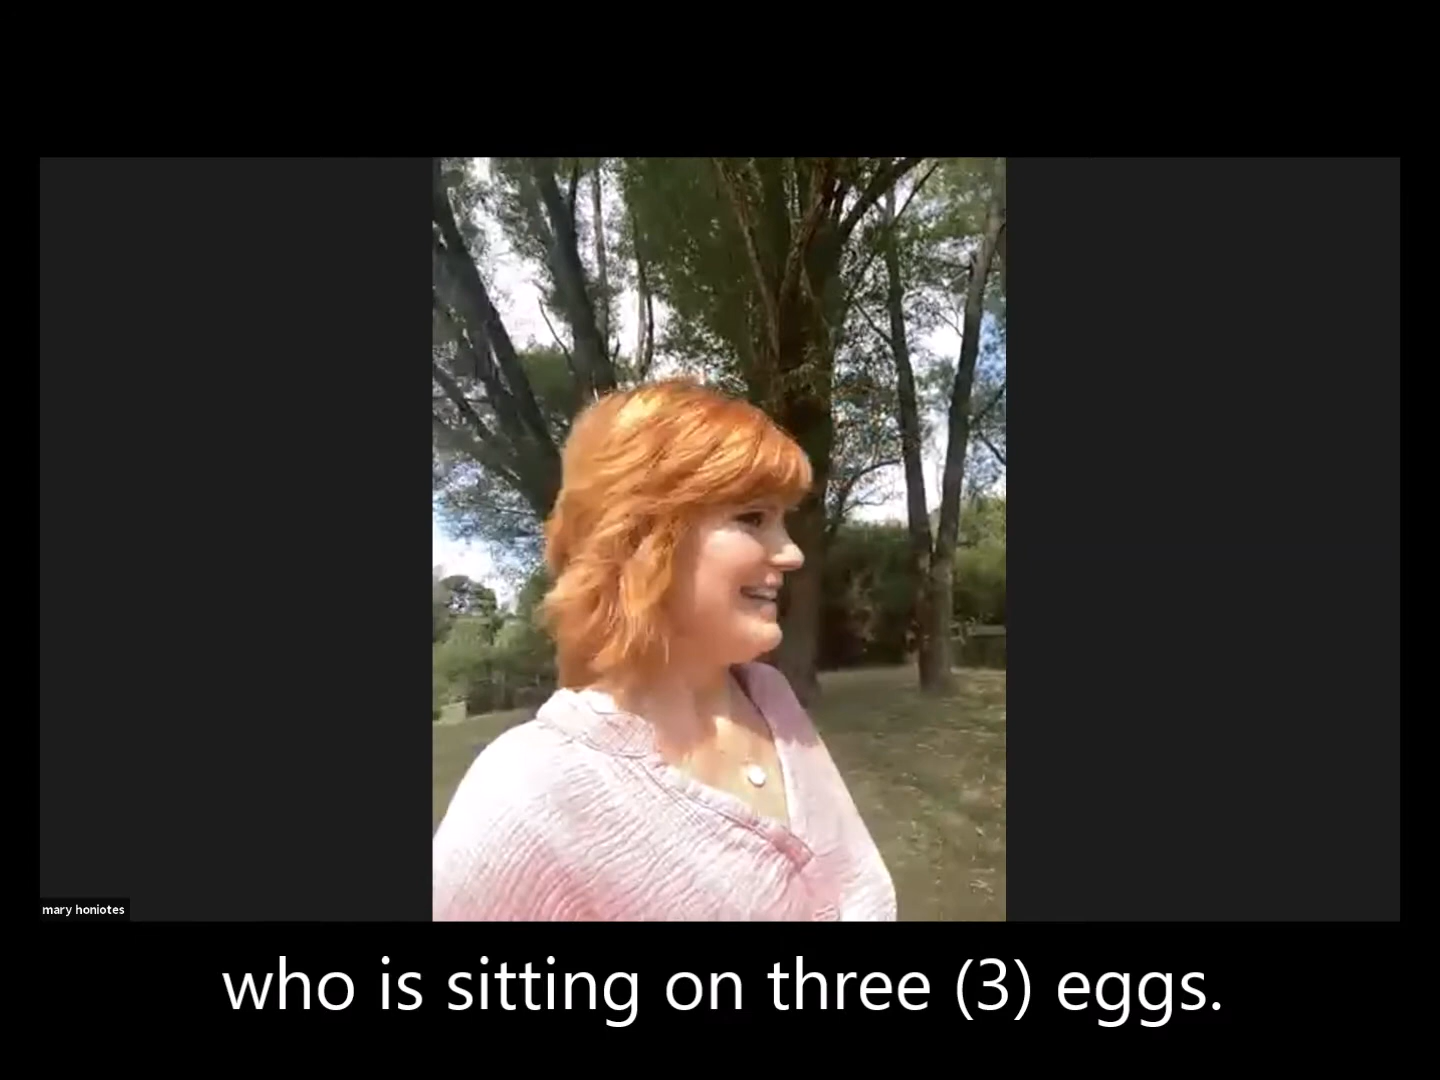 mary honiotes
who is sitting on three (3) eggs.